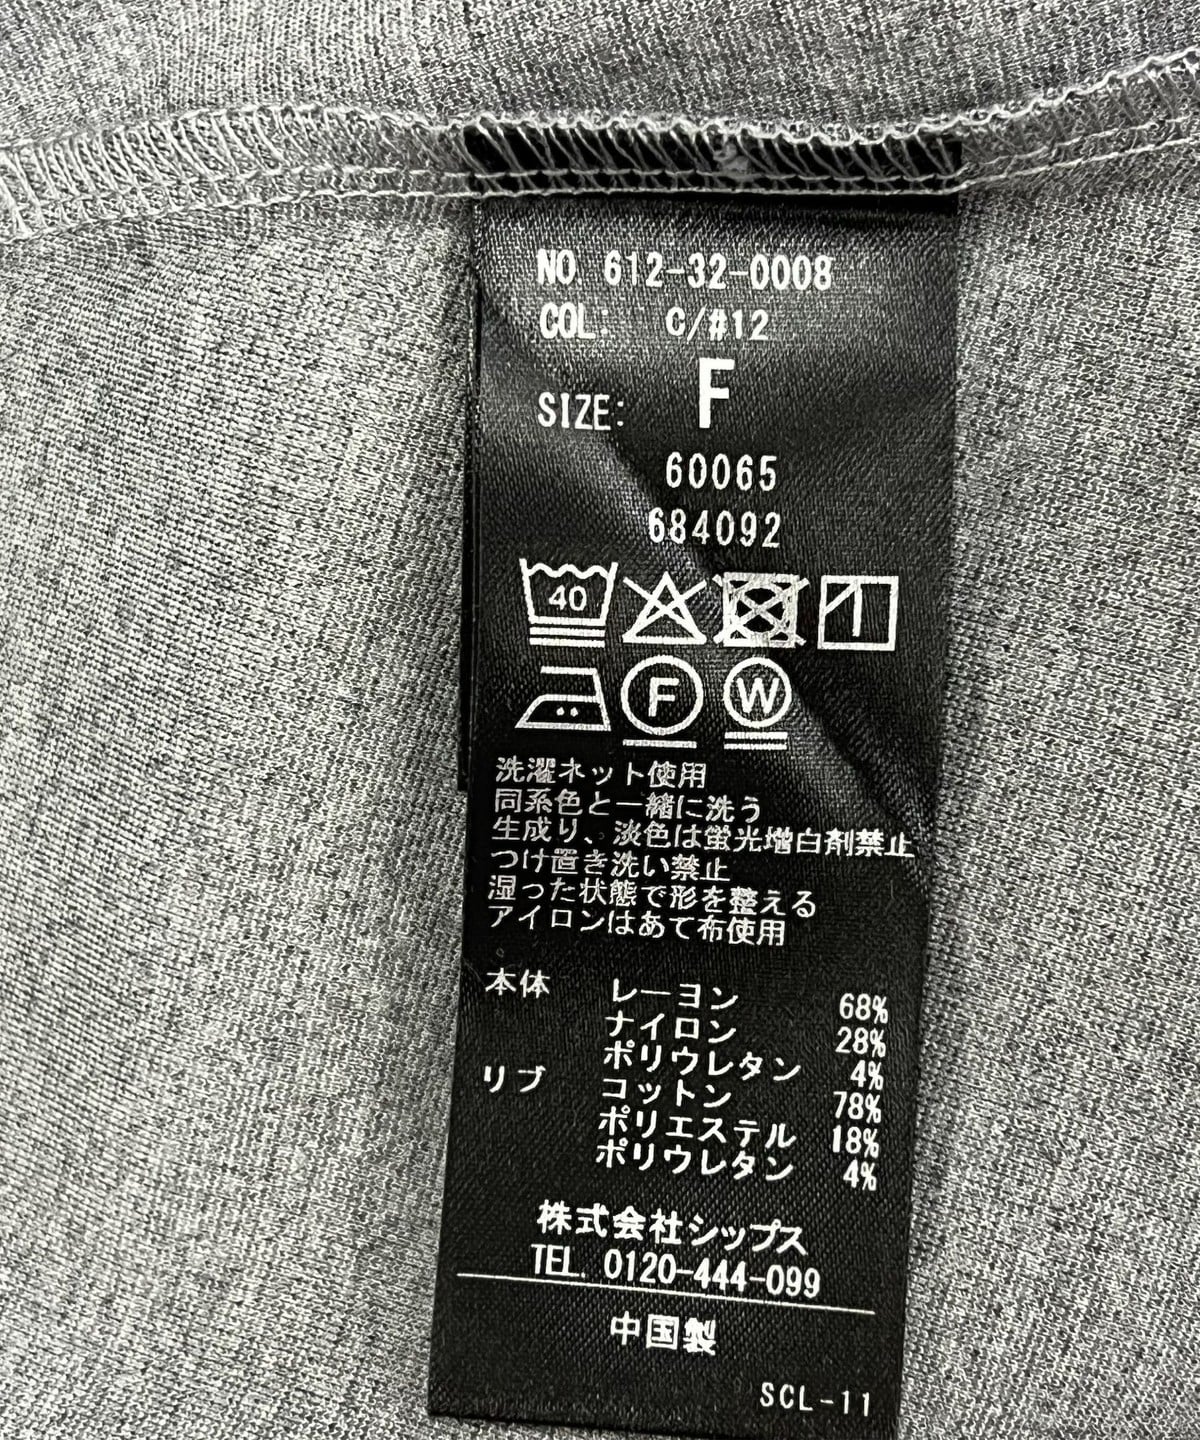 NO. 612-32-0008
COL: C/#12
SIZE: F
60065
684092
40
F W
洗濯ネット使用
同系色と一緒に洗う
生成り、淡色は蛍光増白剤禁止
つけ置き洗い禁止
湿った状態で形を整える
アイロンはあて布使用
本体 レーヨン 68%
ナイロン 28%
ポリウレタン 4%
リブ コットン 78%
ポリエステル 18%
ポリウレタン 4%
株式会社シップス
TEL. 0120-444-099
中国製
SCL-11